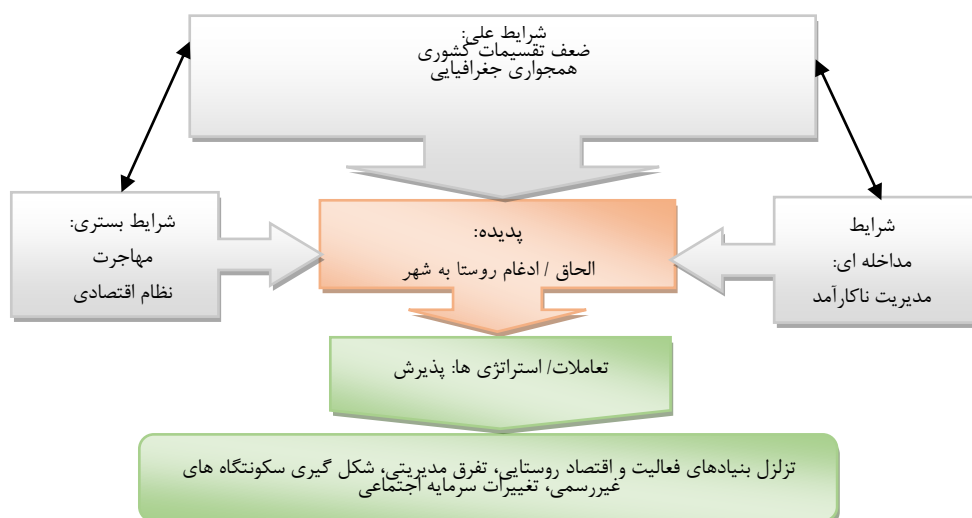 شرایط علی:
ضعف تقسیمات کشوری
همجواری جغرافیایی
شرایط
مداخله ای:
مدیریت ناکارآمد
پدیده:
الحاق / ادغام روستا به شهر
شرایط بستری:
مهاجرت
نظام اقتصادی
تعاملات/ استراتژی ها: پذیرش
تزلزل بنیادهای فعالیت و اقتصاد روستایی، تفرق مدیریتی، شکل گیری سکونتگاه های
غیررسمی، تغییرات سرمایه اجتماعی